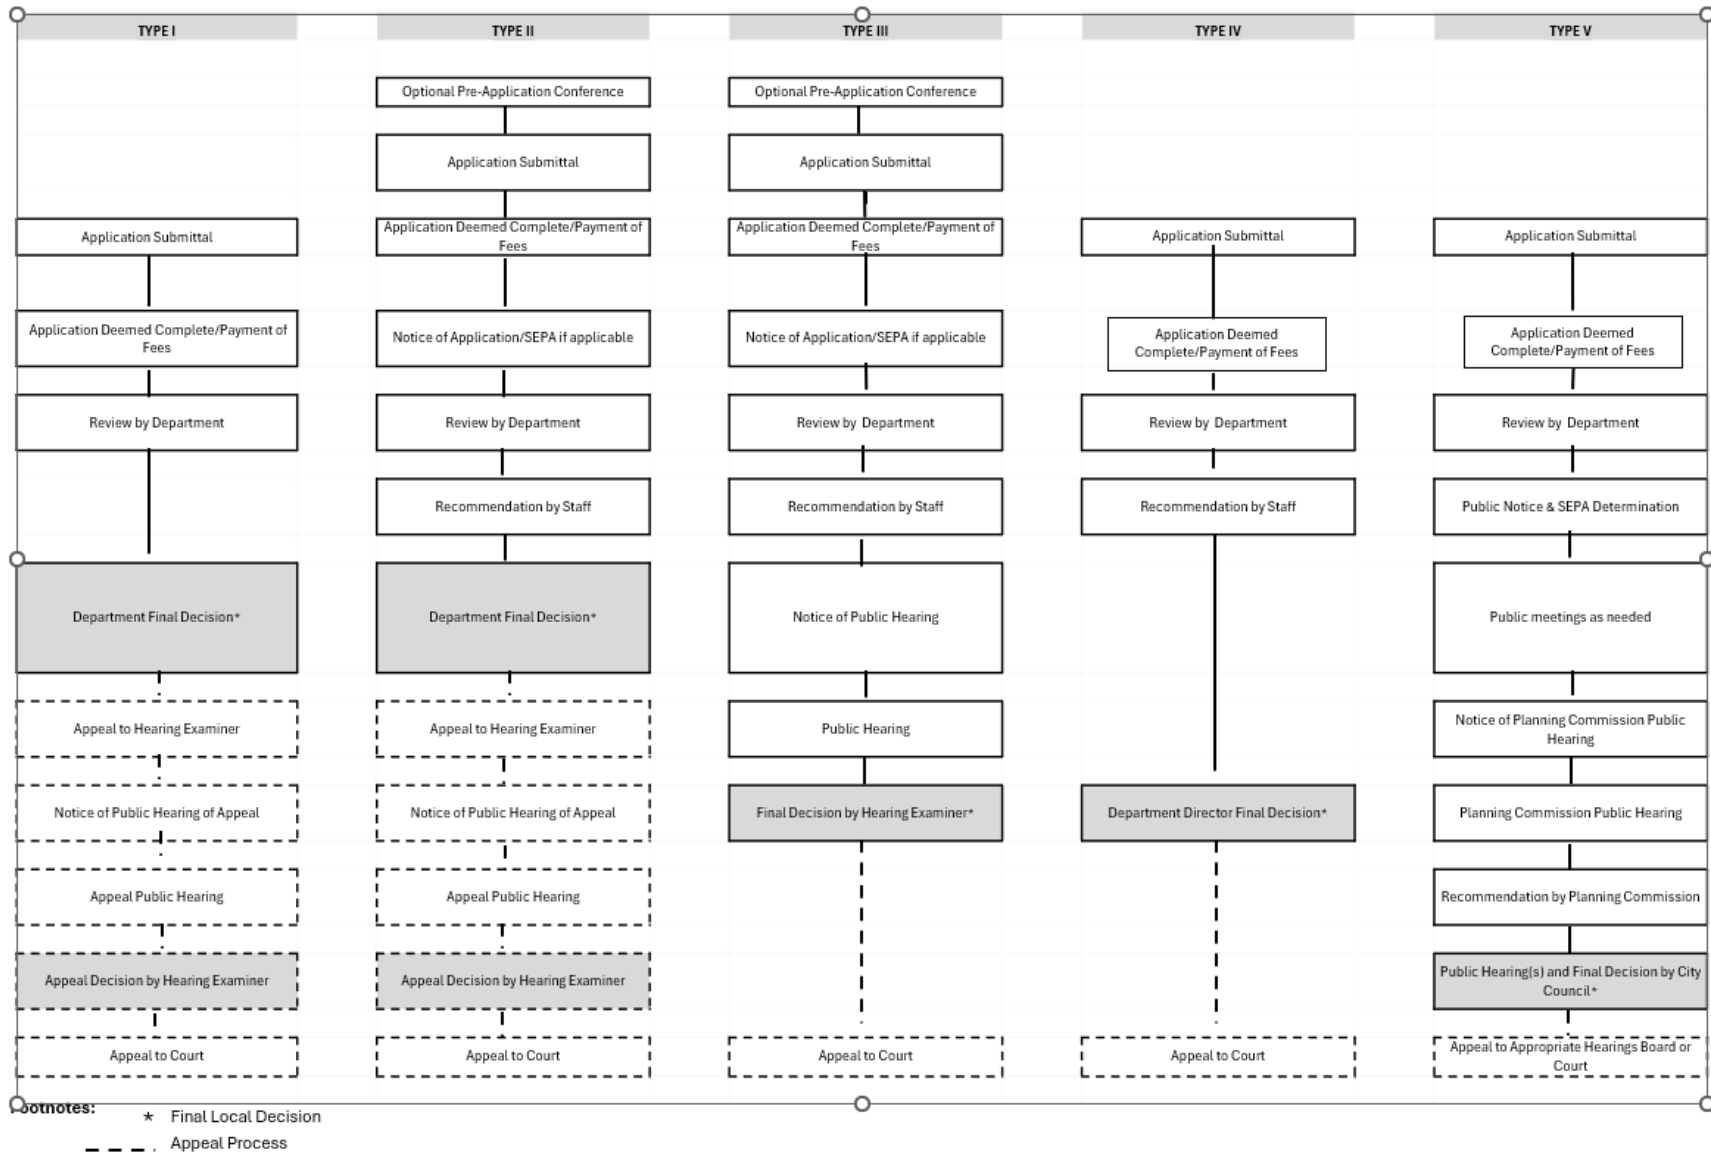 TYPE I
Application Submittal
Application Deemed Complete/Payment of
Fees
Review by Department
Department Final Decision*
Appeal to Hearing Examiner
Notice of Public Hearing of Appeal
Appeal Public Hearing
Appeal Decision by Hearing Examiner
Appeal to Court
TYPE II
Optional Pre-Application Conference
Application Submittal
Application Deemed Complete/Payment of
Fees
Notice of Application/SEPA if applicable
Review by Department
Recommendation by Staff
Department Final Decision*
Appeal to Hearing Examiner
Notice of Public Hearing of Appeal
Appeal Public Hearing
Appeal Decision by Hearing Examiner
Appeal to Court
TYPE III
Optional Pre-Application Conference
Application Submittal
Application Deemed Complete/Payment of
Fees
Notice of Application/SEPA if applicable
Review by Department
Recommendation by Staff
Notice of Public Hearing
Public Hearing
Final Decision by Hearing Examiner*
Appeal to Court
TYPE IV
Application Submittal
Application Deemed
Complete/Payment of Fees
Review by Department
Recommendation by Staff
Department Director Final Decision*
Appeal to Court
TYPE V
Application Submittal
Application Deemed
Complete/Payment of Fees
Review by Department
Public Notice & SEPA Determination
Public meetings as needed
Notice of Planning Commission Public
Hearing
Planning Commission Public Hearing
Recommendation by Planning Commission
Public Hearing(s) and Final Decision by City
Council*
Appeal to Appropriate Hearings Board or
Court
Footnotes:
* Final Local Decision
Appeal Process